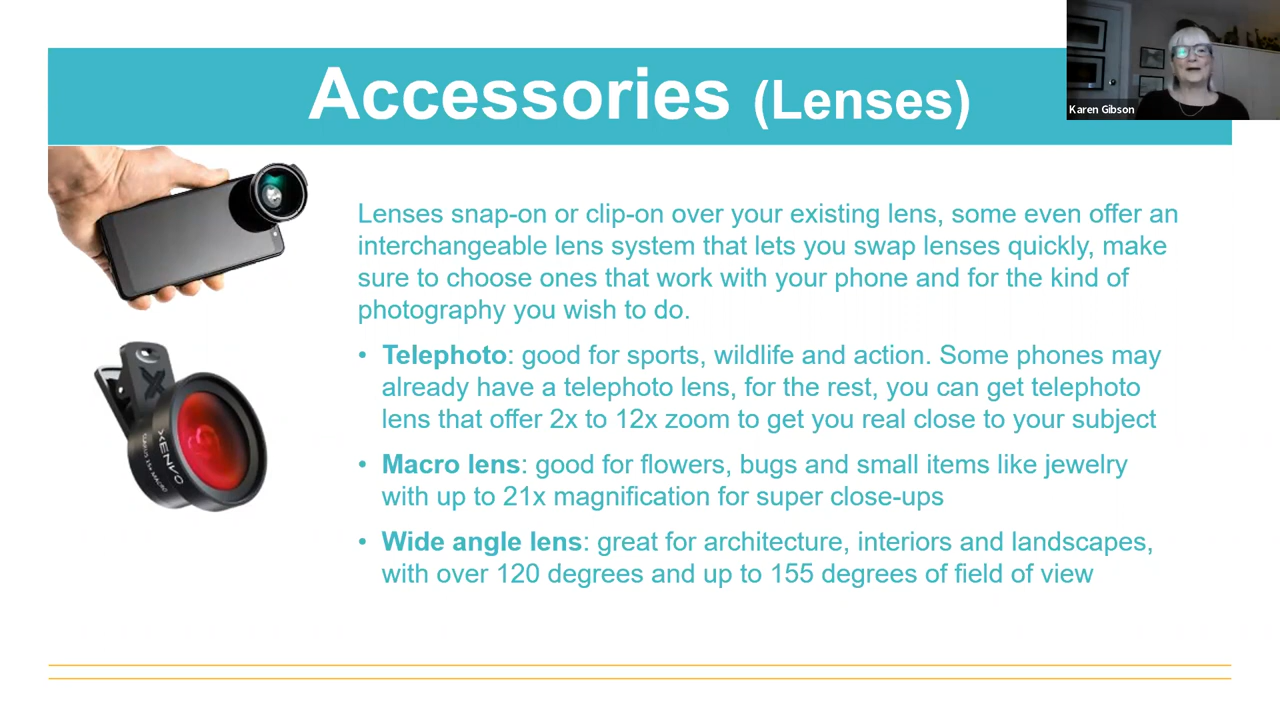 Accessories (Lenses)
Karen Gibson
Lenses snap-on or clip-on over your existing lens, some even offer an
interchangeable lens system that lets you swap lenses quickly, make
sure to choose ones that work with your phone and for the kind of
photography you wish to do.
• Telephoto: good for sports, wildlife and action. Some phones may
already have a telephoto lens, for the rest, you can get telephoto
lens that offer 2x to 12x zoom to get you real close to your subject
• Macro lens: good for flowers, bugs and small items like jewelry
with up to 21x magnification for super close-ups
• Wide angle lens: great for architecture, interiors and landscapes,
with over 120 degrees and up to 155 degrees of field of view
X
XENVO
15x MACRO